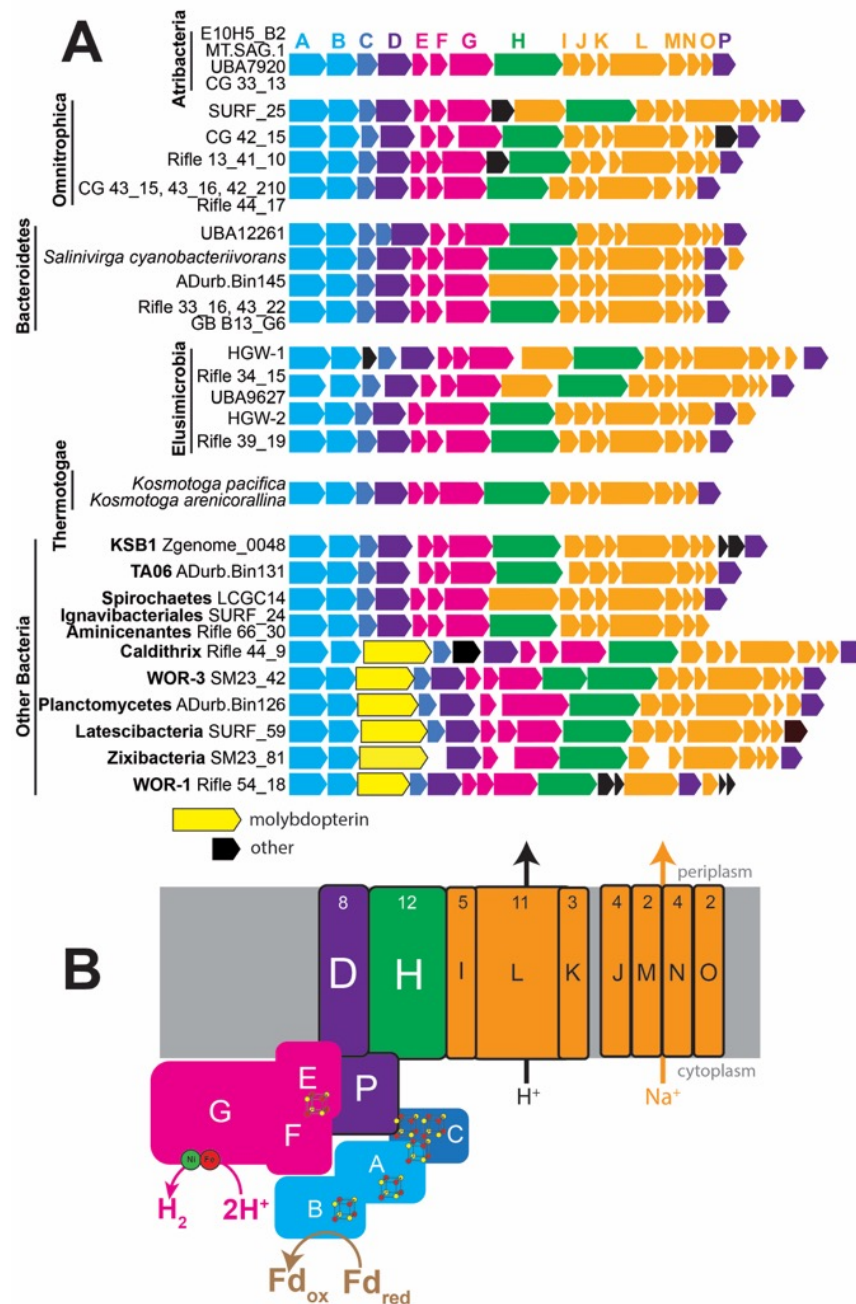 A
Atribacteria
E10H5_B2
MT.SAG.1
UBA7920
CG 33_13
A B C D E F G H I J K L M N O P
Omnitrophica
SURF_25
CG 42_15
Rifle 13_41_10
CG 43_15, 43_16, 42_210
Rifle 44_17
Bacteroidetes
UBA12261
Salinivirga cyanobacteriivorans
ADurb.Bin145
Rifle 33_16, 43_22
GB B13_G6
Elusimicrobia
HGW-1
Rifle 34_15
UBA9627
HGW-2
Rifle 39_19
Thermotogae
Kosmotoga pacifica
Kosmotoga arenicorallina
Other Bacteria
KSB1 Zgenome_0048
TA06 ADurb.Bin131
Spirochaetes LCGC14
Ignavibacteriales SURF_24
Aminicenantes Rifle 66_30
Caldithrix Rifle 44_9
WOR-3 SM23_42
Planctomycetes ADurb.Bin126
Latescibacteria SURF_59
Zixibacteria SM23_81
WOR-1 Rifle 54_18
molybdopterin
other
B
periplasm
8 12 5 11 3 4 2 4 2
D H I L K J M N O
cytoplasm
H+ Na+
G E F P C A B
Ni Fe
H2 2H+
Fdox Fdred